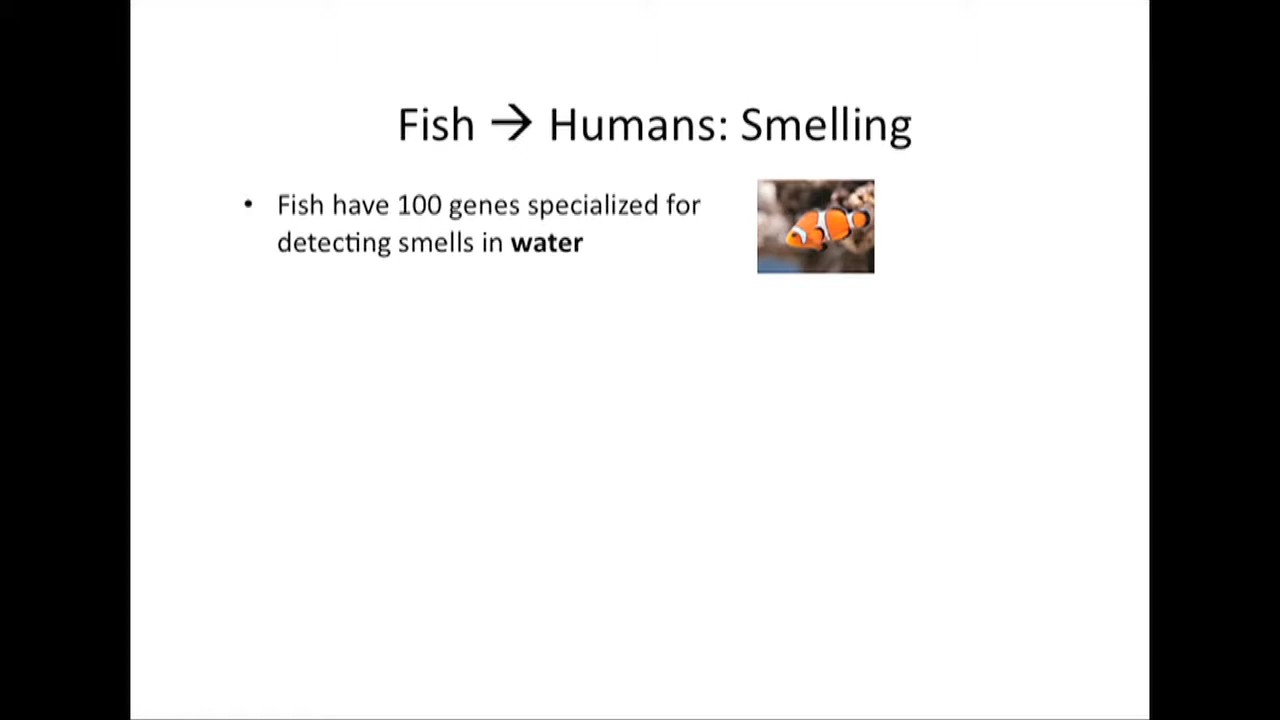 Fish → Humans: Smelling
• Fish have 100 genes specialized for
detecting smells in water